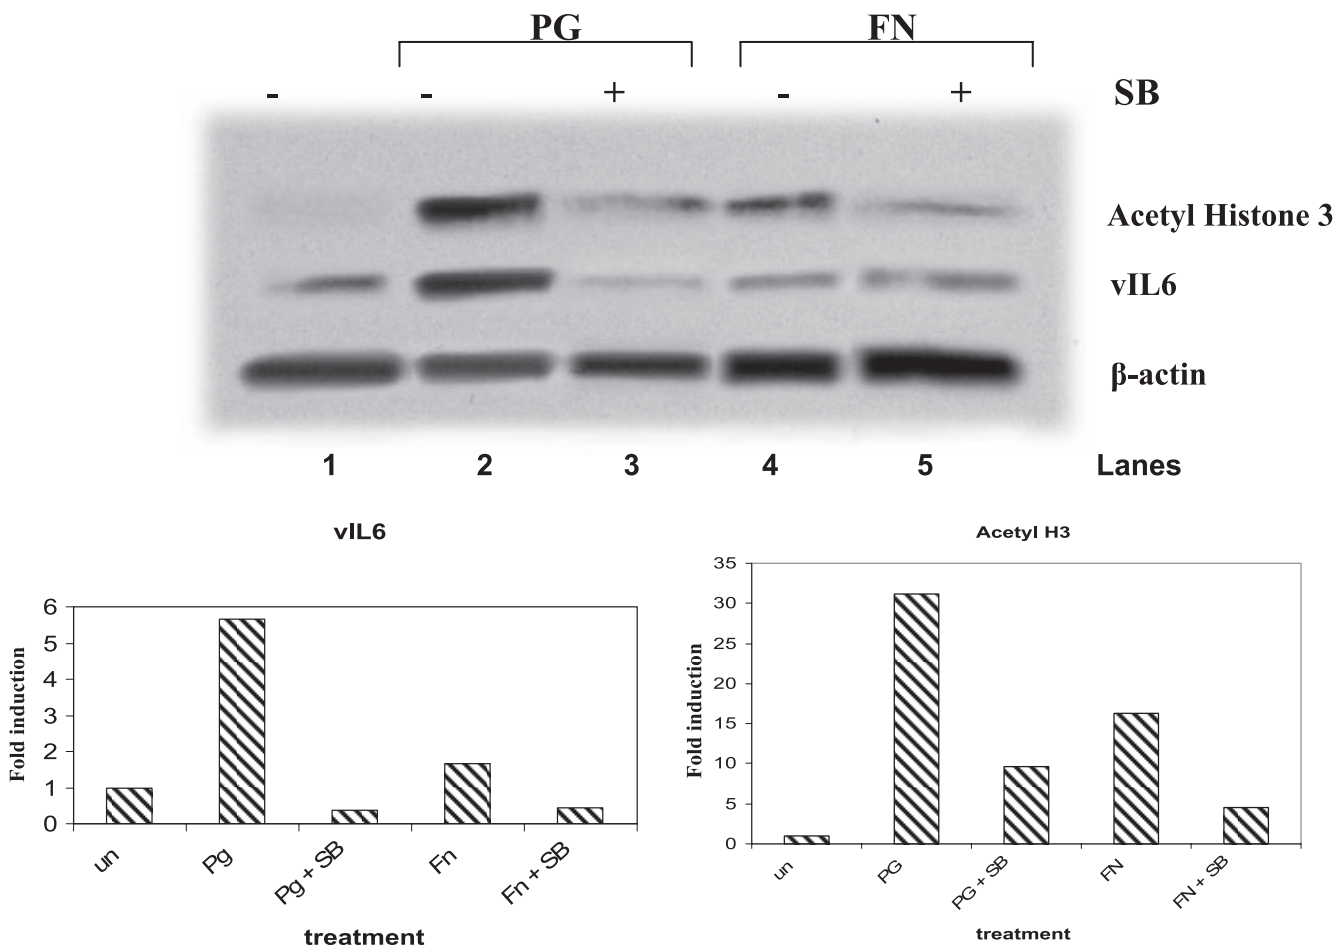 PG FN
- - + - + SB
Acetyl Histone 3
vIL6
β-actin
1 2 3 4 5 Lanes
vIL6
Fold induction
6
5
4
3
2
1
0
un Pg Pg + SB Fn Fn + SB
treatment
Acetyl H3
Fold induction
35
30
25
20
15
10
5
0
un PG PG + SB FN FN + SB
treatment